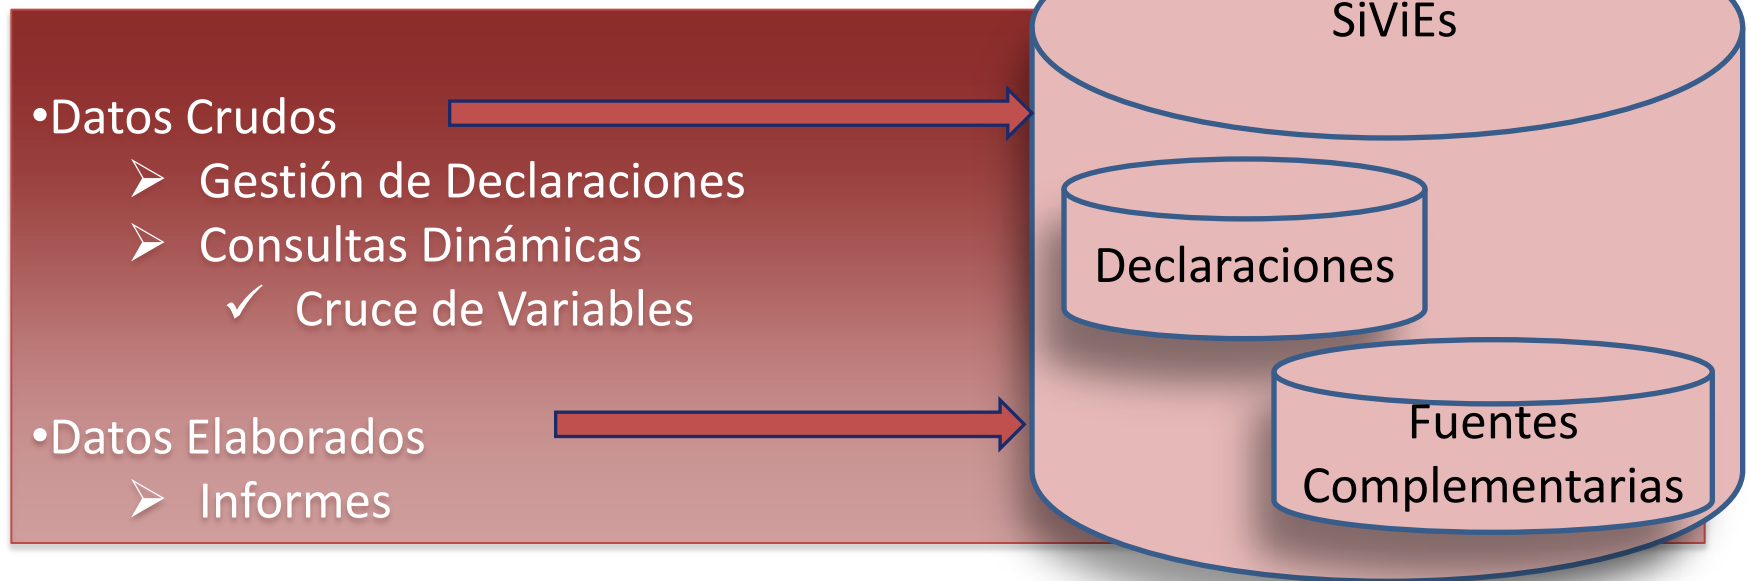 SiViEs
•Datos Crudos
➢ Gestión de Declaraciones
➢ Consultas Dinámicas
✓ Cruce de Variables
•Datos Elaborados
➢ Informes
Declaraciones
Fuentes
Complementarias